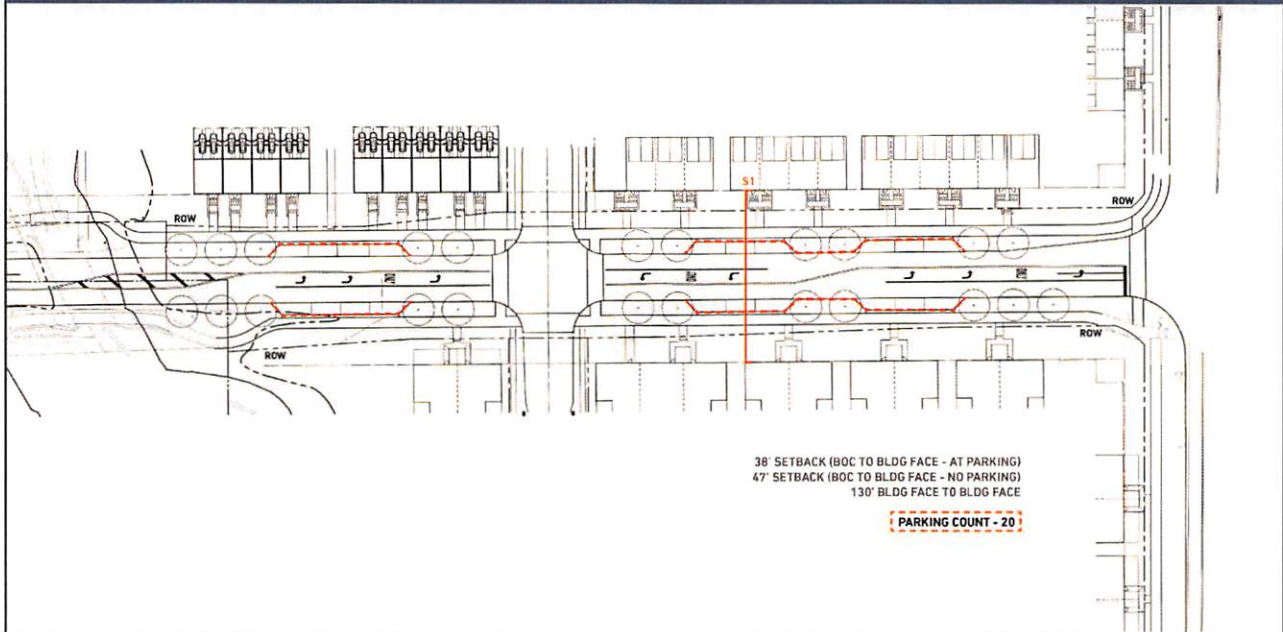 S1
ROW
ROW
ROW
ROW
38' SETBACK (BOC TO BLDG FACE - AT PARKING)
47' SETBACK (BOC TO BLDG FACE - NO PARKING)
130' BLDG FACE TO BLDG FACE
PARKING COUNT - 20